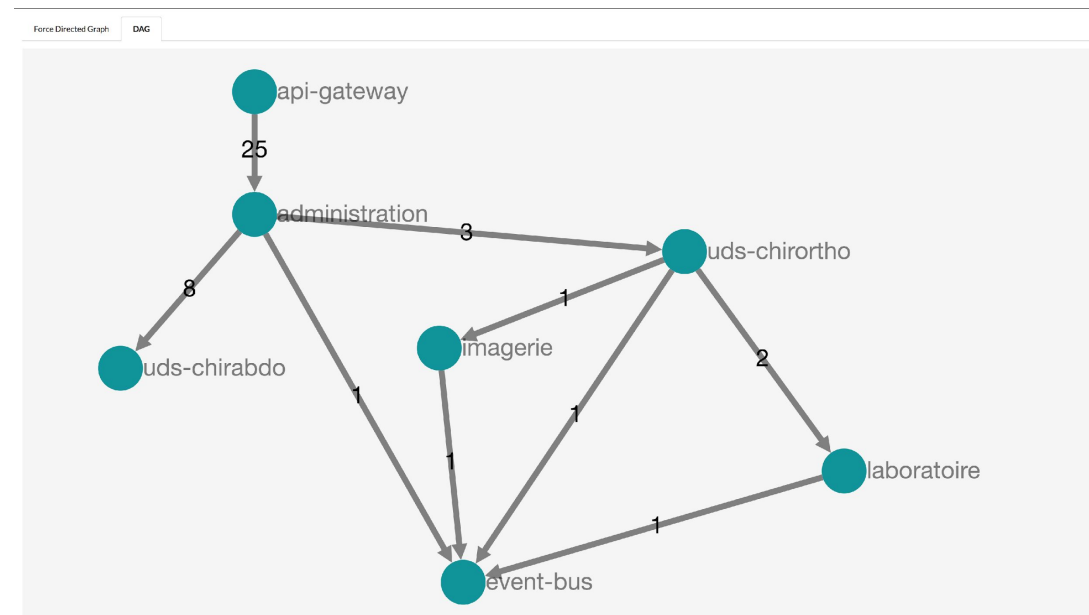 Force Directed Graph
DAG
api-gateway
25
administration
3
uds-chirortho
8
1
imagerie
uds-chirabdo
2
1
1
1
laboratoire
1
event-bus